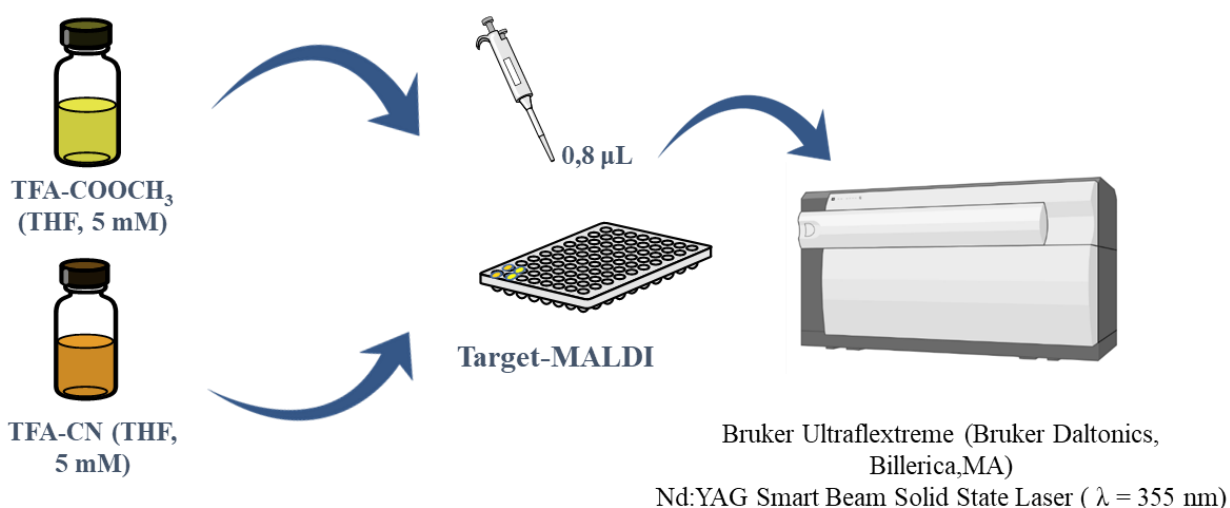 TFA-COOCH₃
(THF, 5 mM)
0,8 µL
TFA-CN (THF,
5 mM)
Target-MALDI
Bruker Ultraflextreme (Bruker Daltonics,
Billerica,MA)
Nd:YAG Smart Beam Solid State Laser ( λ = 355 nm)